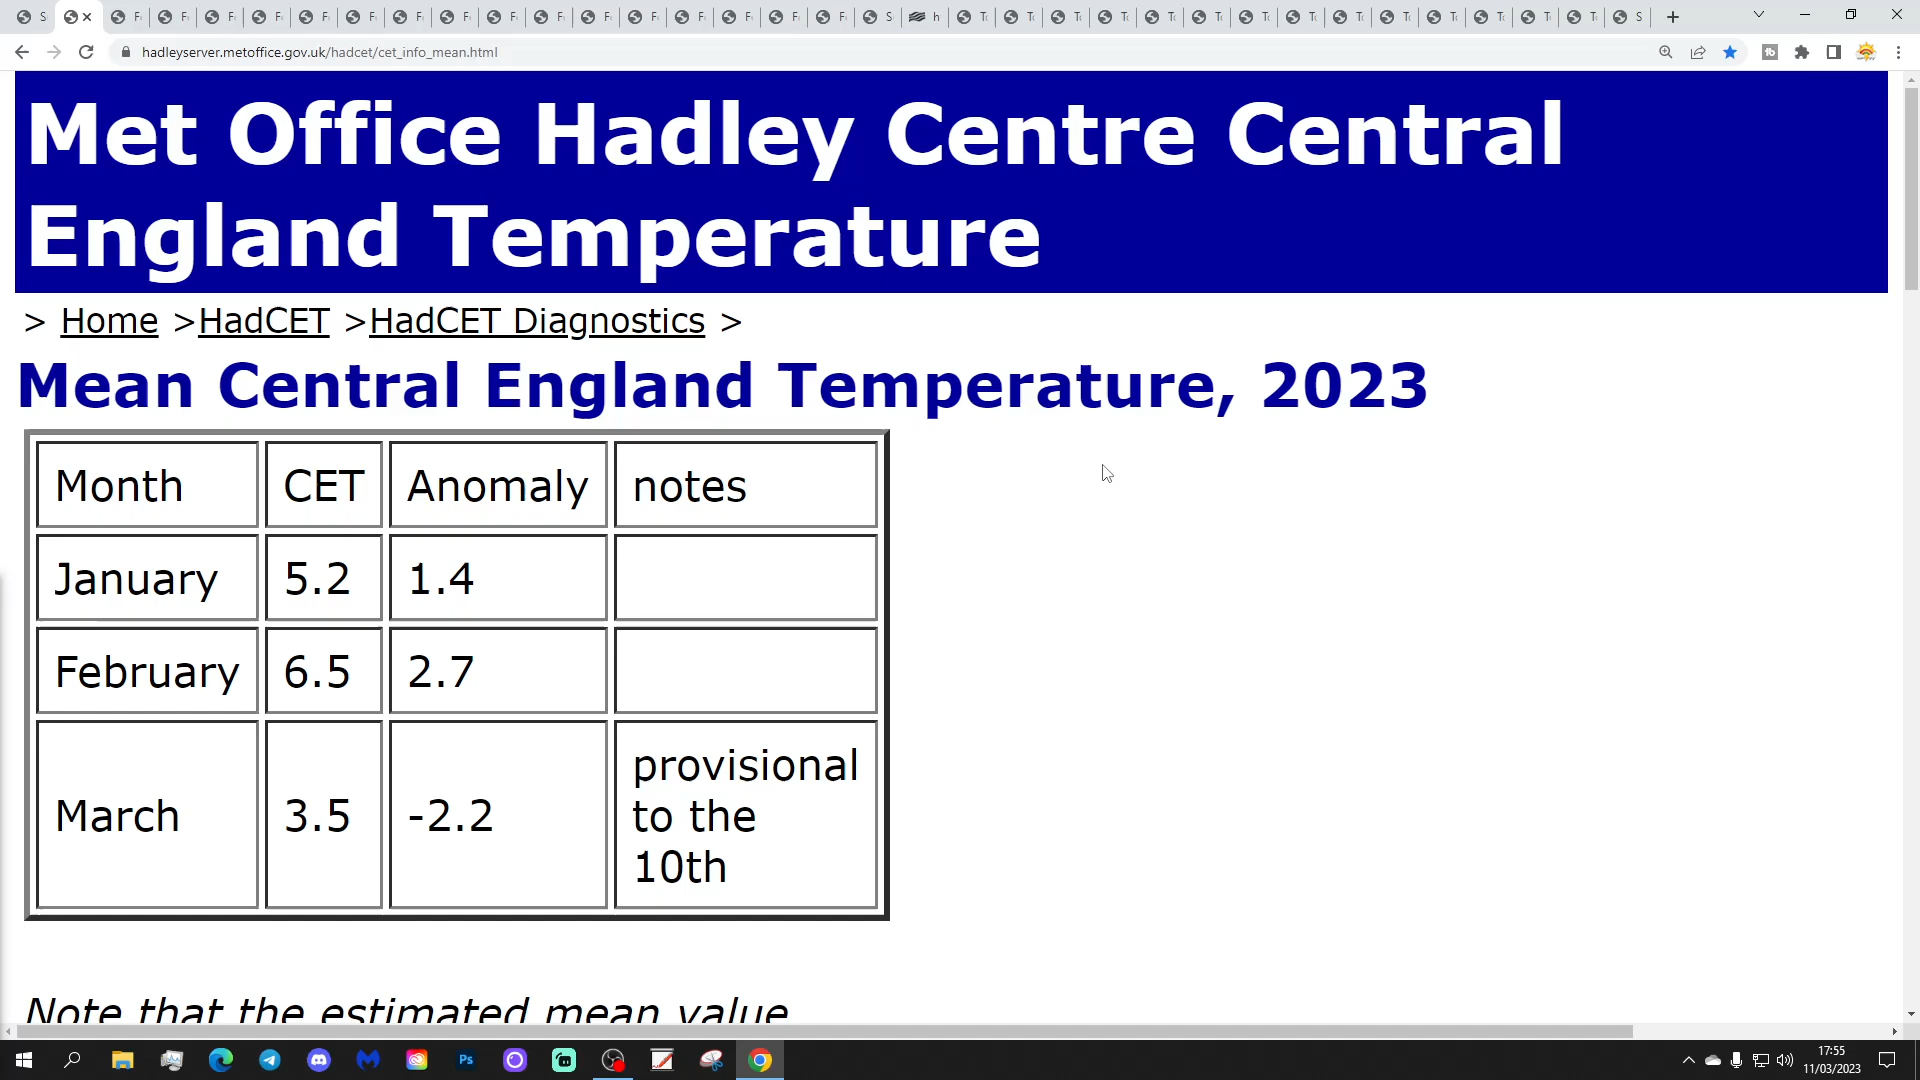 hadleyserver.metoffice.gov.uk/hadcet/cet_info_mean.html
Met Office Hadley Centre Central
England Temperature
> Home >HadCET >HadCET Diagnostics >
Mean Central England Temperature, 2023
Month CET Anomaly notes
January 5.2 1.4
February 6.5 2.7
March 3.5 -2.2 provisional
to the
10th
Note that the estimated mean value
Ps
17:55
11/03/2023